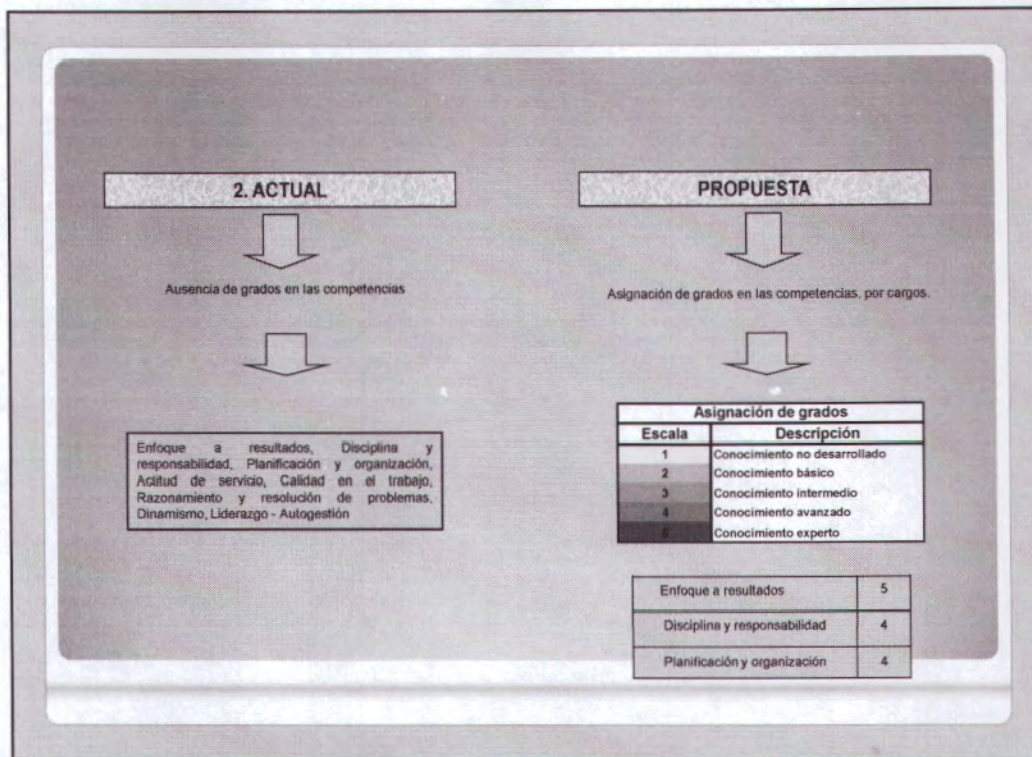 2. ACTUAL
Ausencia de grados en las competencias
Enfoque a resultados, Disciplina y
responsabilidad, Planificación y organización,
Actitud de servicio, Calidad en el trabajo,
Razonamiento y resolución de problemas,
Dinamismo, Liderazgo - Autogestión
PROPUESTA
Asignación de grados en las competencias, por cargos.
Asignación de grados
Escala Descripción
1 Conocimiento no desarrollado
2 Conocimiento básico
3 Conocimiento intermedio
4 Conocimiento avanzado
5 Conocimiento experto
Enfoque a resultados 5
Disciplina y responsabilidad 4
Planificación y organización 4